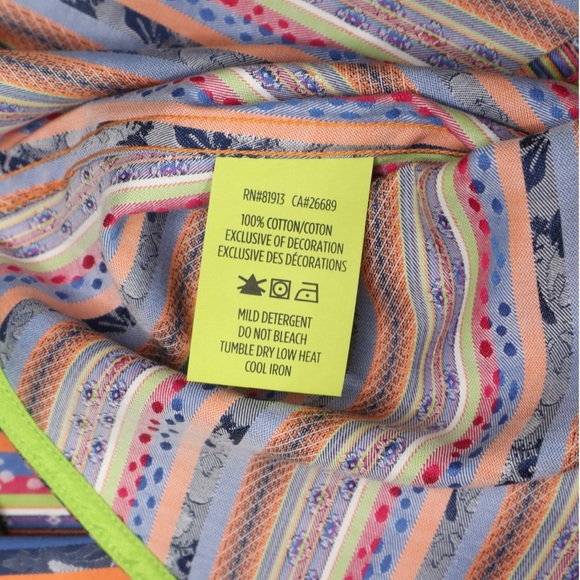 RN#81913 CA#26689
100% COTTON/COTON
EXCLUSIVE OF DECORATION
EXCLUSIVE DES DÉCORATIONS
MILD DETERGENT
DO NOT BLEACH
TUMBLE DRY LOW HEAT
COOL IRON